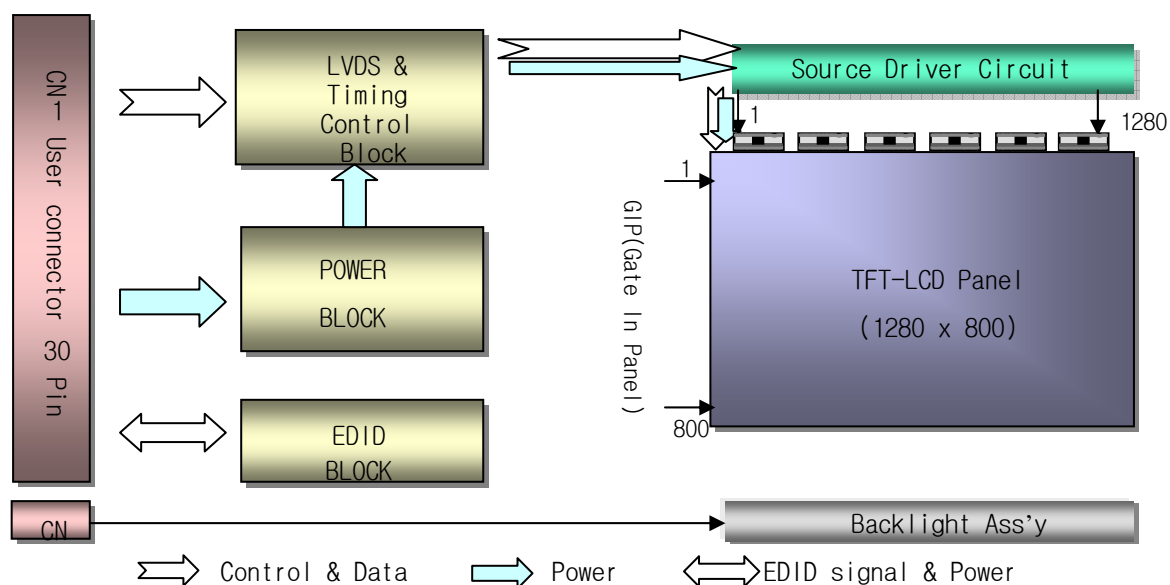 CN-1 User connector 30 Pin
LVDS &
Timing
Control
Block
Source Driver Circuit
1
1280
1
GIP(Gate In Panel)
800
POWER
BLOCK
TFT-LCD Panel
(1280 x 800)
EDID
BLOCK
CN
Backlight Ass'y
Control & Data
Power
EDID signal & Power